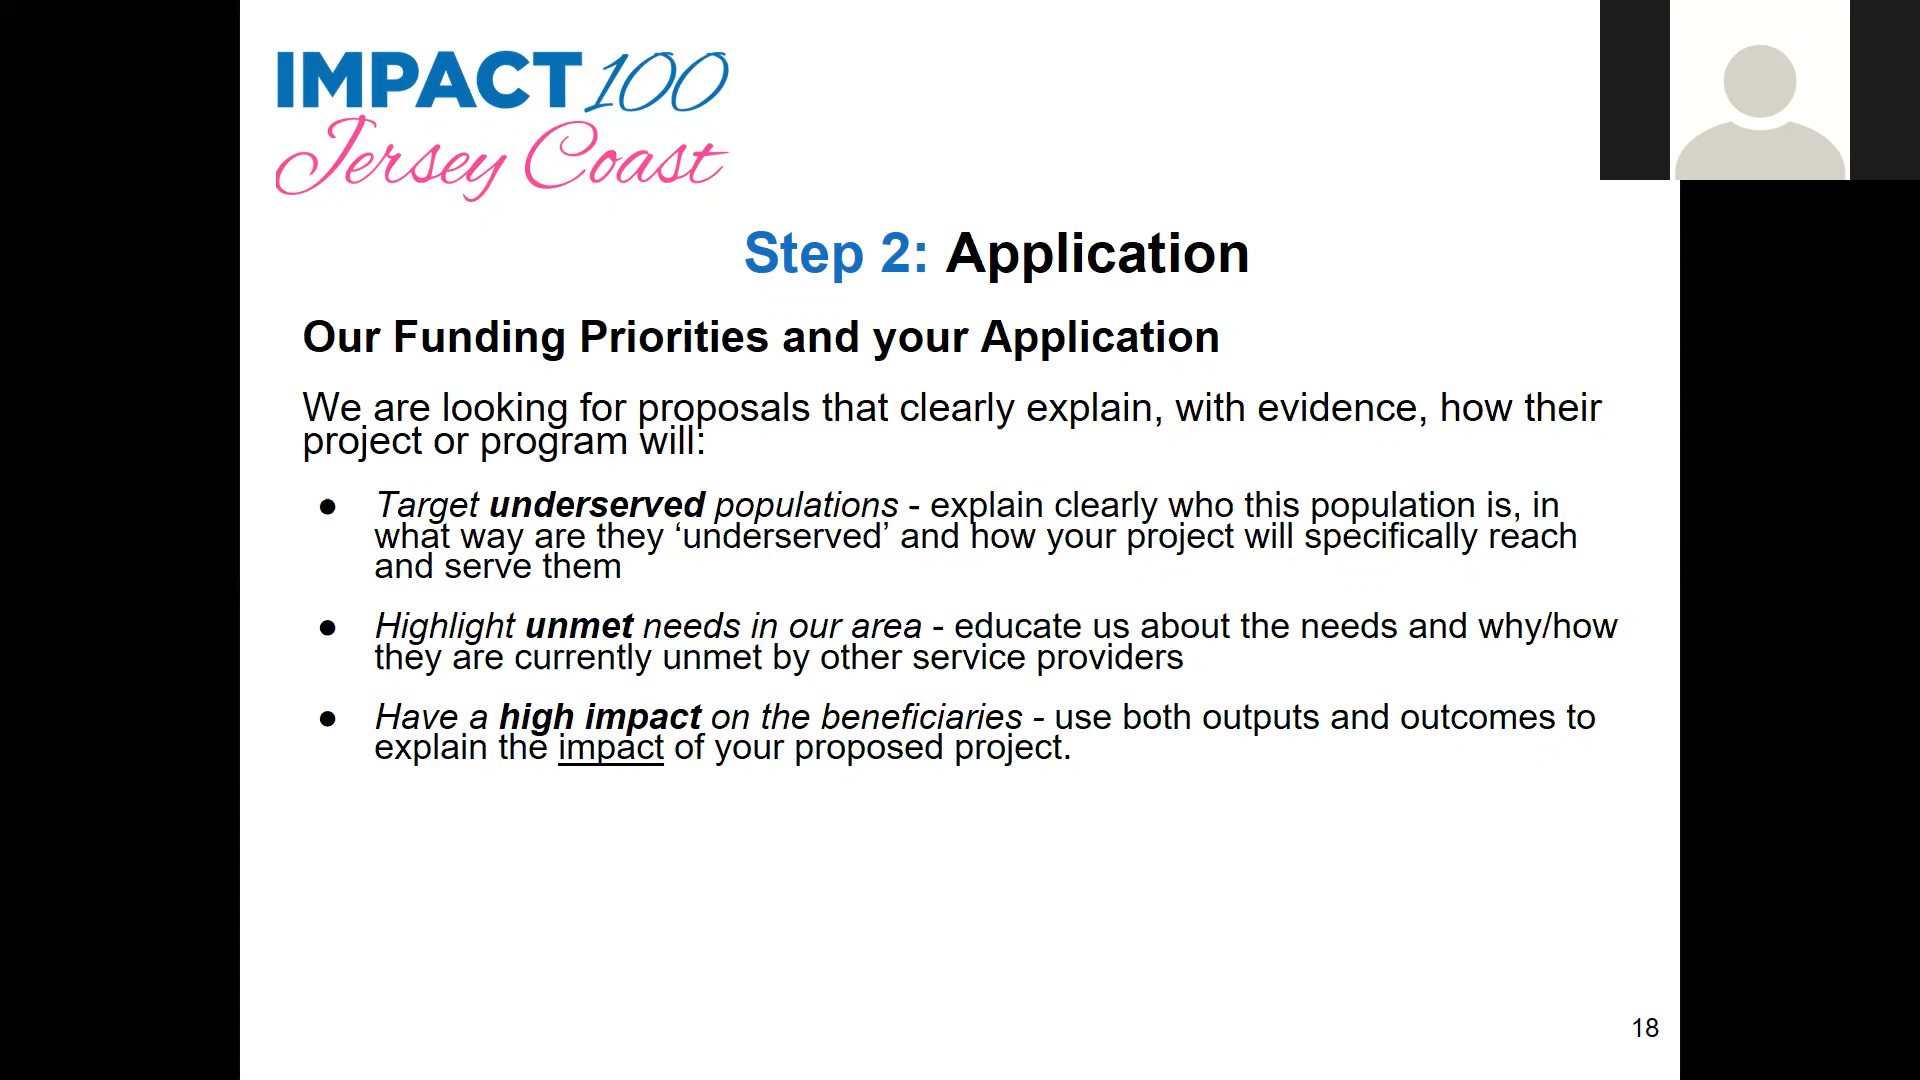 IMPACT 100
Jersey Coast
Step 2: Application
Our Funding Priorities and your Application
We are looking for proposals that clearly explain, with evidence, how their
project or program will:
● Target underserved populations - explain clearly who this population is, in
what way are they ‘underserved’ and how your project will specifically reach
and serve them
● Highlight unmet needs in our area - educate us about the needs and why/how
they are currently unmet by other service providers
● Have a high impact on the beneficiaries - use both outputs and outcomes to
explain the impact of your proposed project.
18